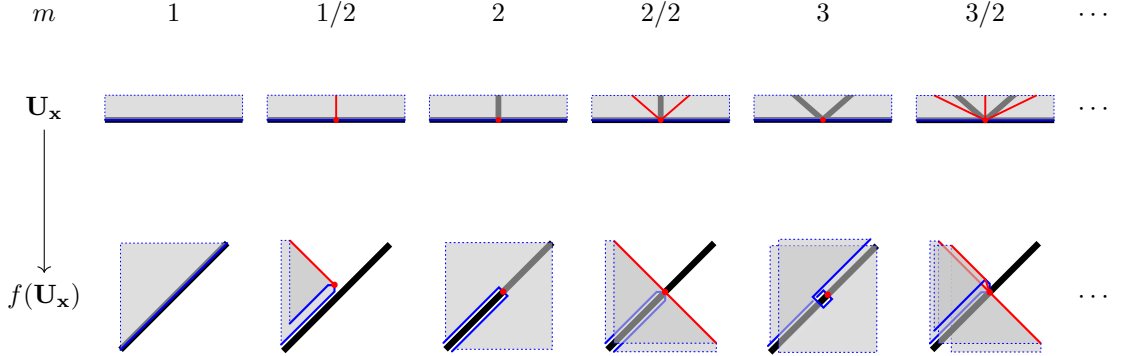 m 1 1/2 2 2/2 3 3/2 ⋯
U_x ⋯
f(U_x) ⋯